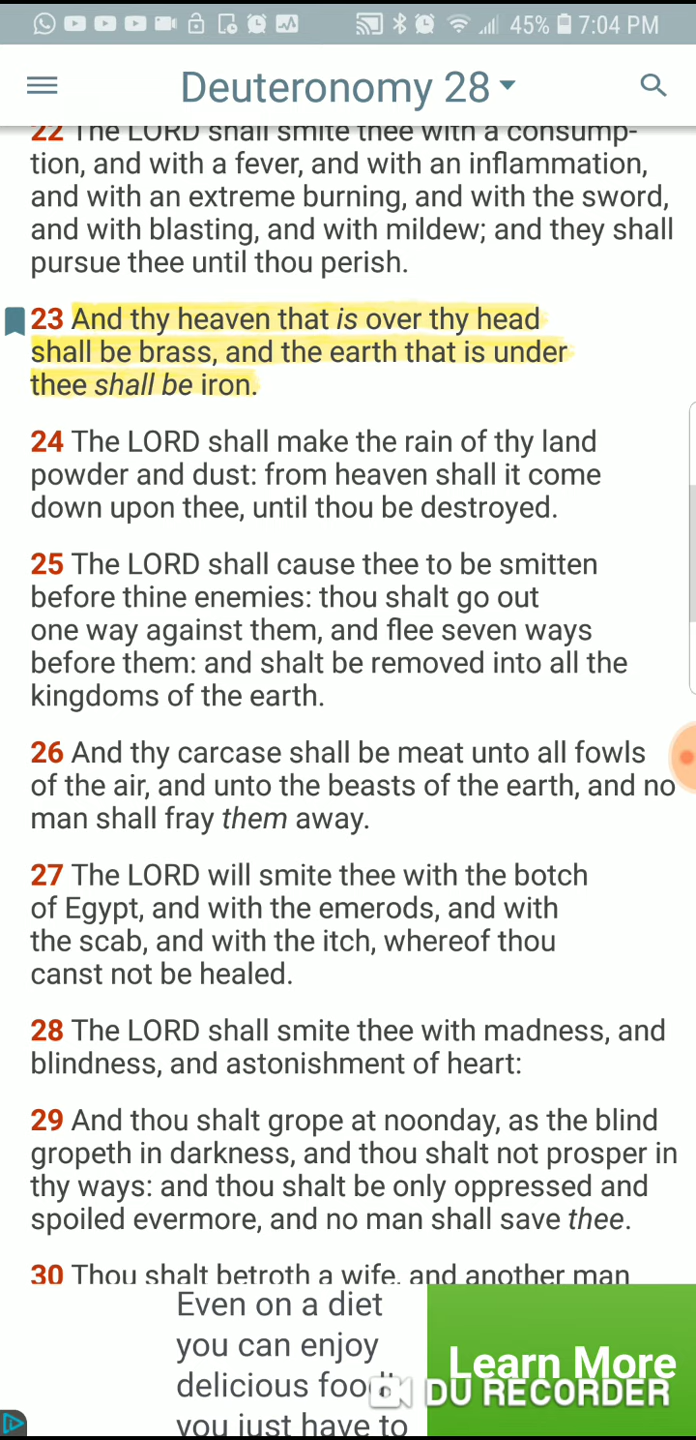 45% 7:04 PM
Deuteronomy 28
22 The LORD shall smite thee with a consump-
tion, and with a fever, and with an inflammation,
and with an extreme burning, and with the sword,
and with blasting, and with mildew; and they shall
pursue thee until thou perish.
23 And thy heaven that is over thy head
shall be brass, and the earth that is under
thee shall be iron.
24 The LORD shall make the rain of thy land
powder and dust: from heaven shall it come
down upon thee, until thou be destroyed.
25 The LORD shall cause thee to be smitten
before thine enemies: thou shalt go out
one way against them, and flee seven ways
before them: and shalt be removed into all the
kingdoms of the earth.
26 And thy carcase shall be meat unto all fowls
of the air, and unto the beasts of the earth, and no
man shall fray them away.
27 The LORD will smite thee with the botch
of Egypt, and with the emerods, and with
the scab, and with the itch, whereof thou
canst not be healed.
28 The LORD shall smite thee with madness, and
blindness, and astonishment of heart:
29 And thou shalt grope at noonday, as the blind
gropeth in darkness, and thou shalt not prosper in
thy ways: and thou shalt be only oppressed and
spoiled evermore, and no man shall save thee.
30 Thou shalt betroth a wife, and another man
Even on a diet
you can enjoy
delicious food
you just have to
Learn More
DU RECORDER